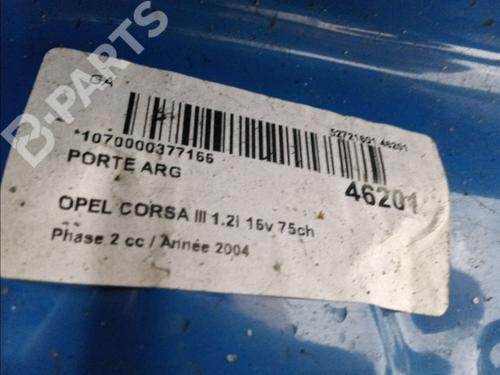 B-PARTS
GA
52721601 46201
*1070000377166
46201
PORTE ARG
OPEL CORSA III 1.2i 16v 75ch
Phase 2 cc / Année 2004